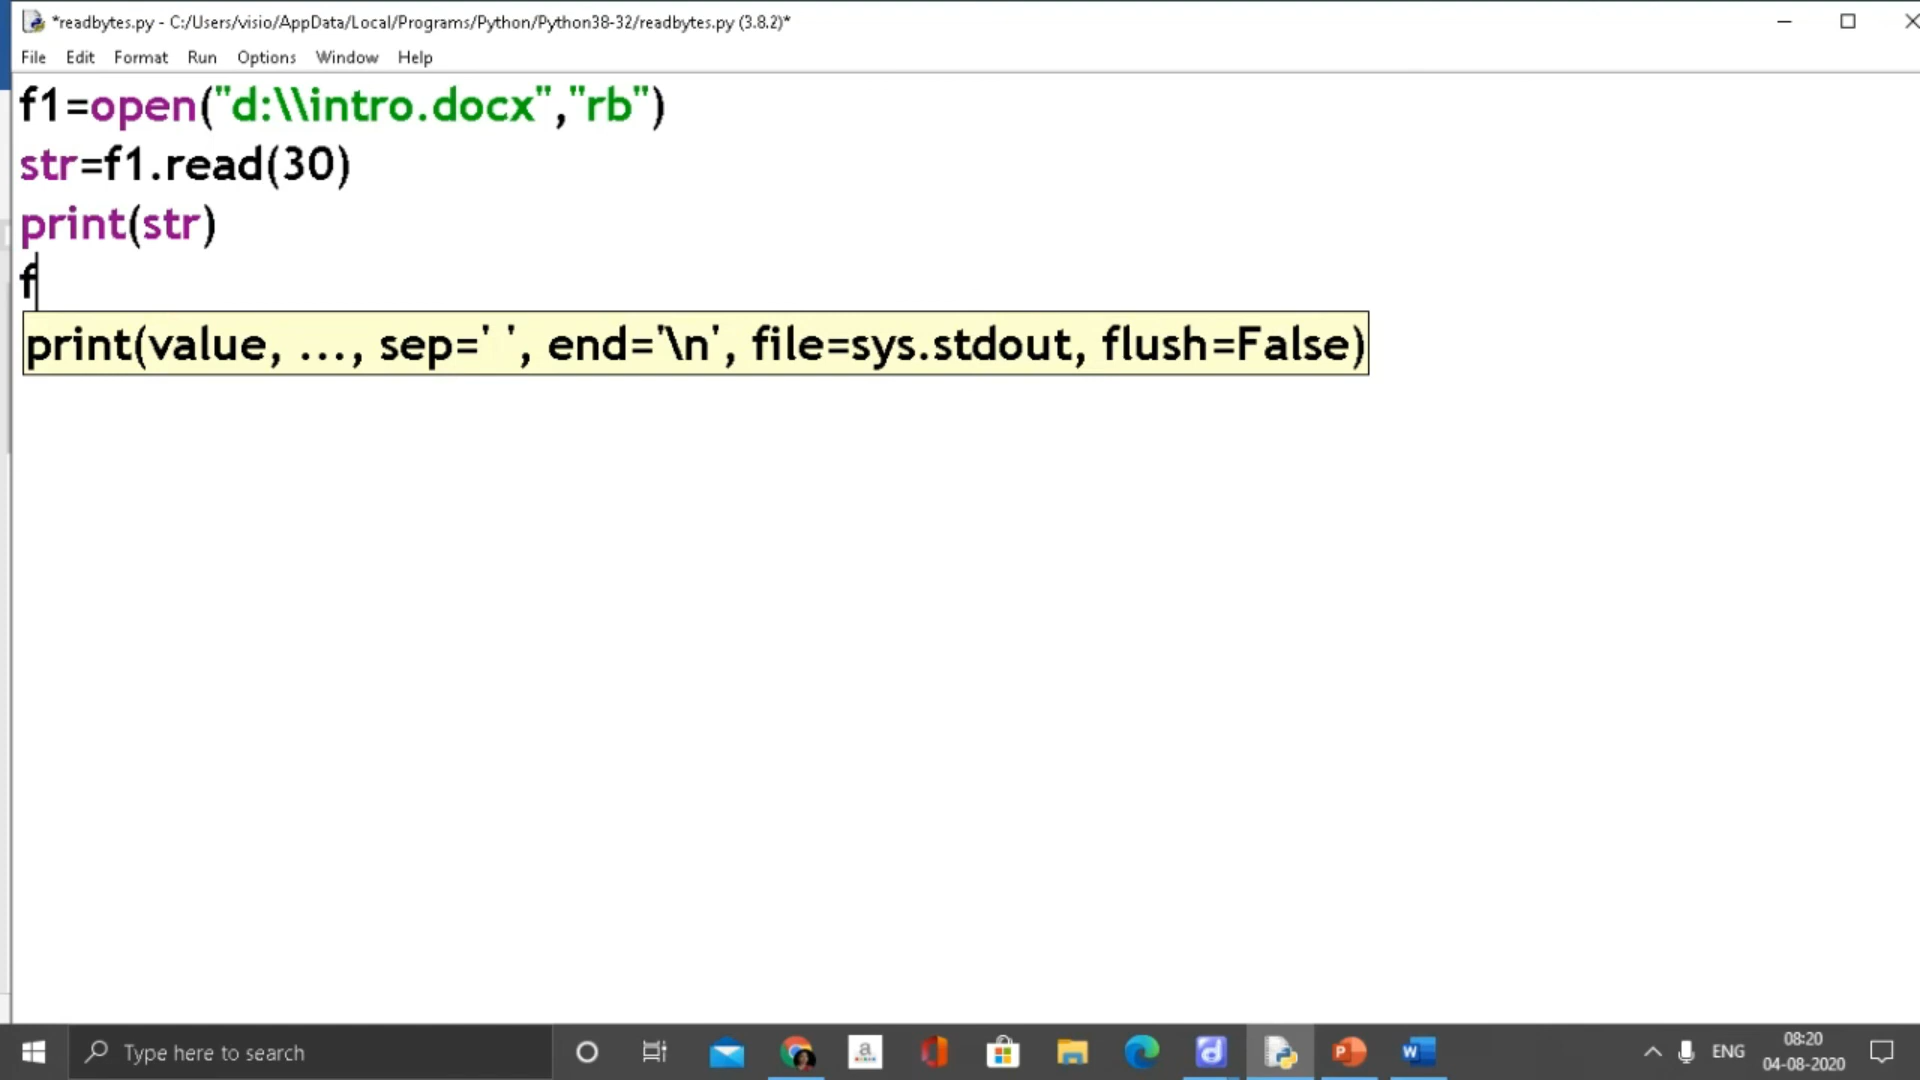 *readbytes.py - C:/Users/visio/AppData/Local/Programs/Python/Python38-32/readbytes.py (3.8.2)*
File Edit Format Run Options Window Help
f1=open("d:\\intro.docx","rb")
str=f1.read(30)
print(str)
f
print(value, ..., sep=' ', end='\n', file=sys.stdout, flush=False)
Type here to search
ENG
08:20
04-08-2020